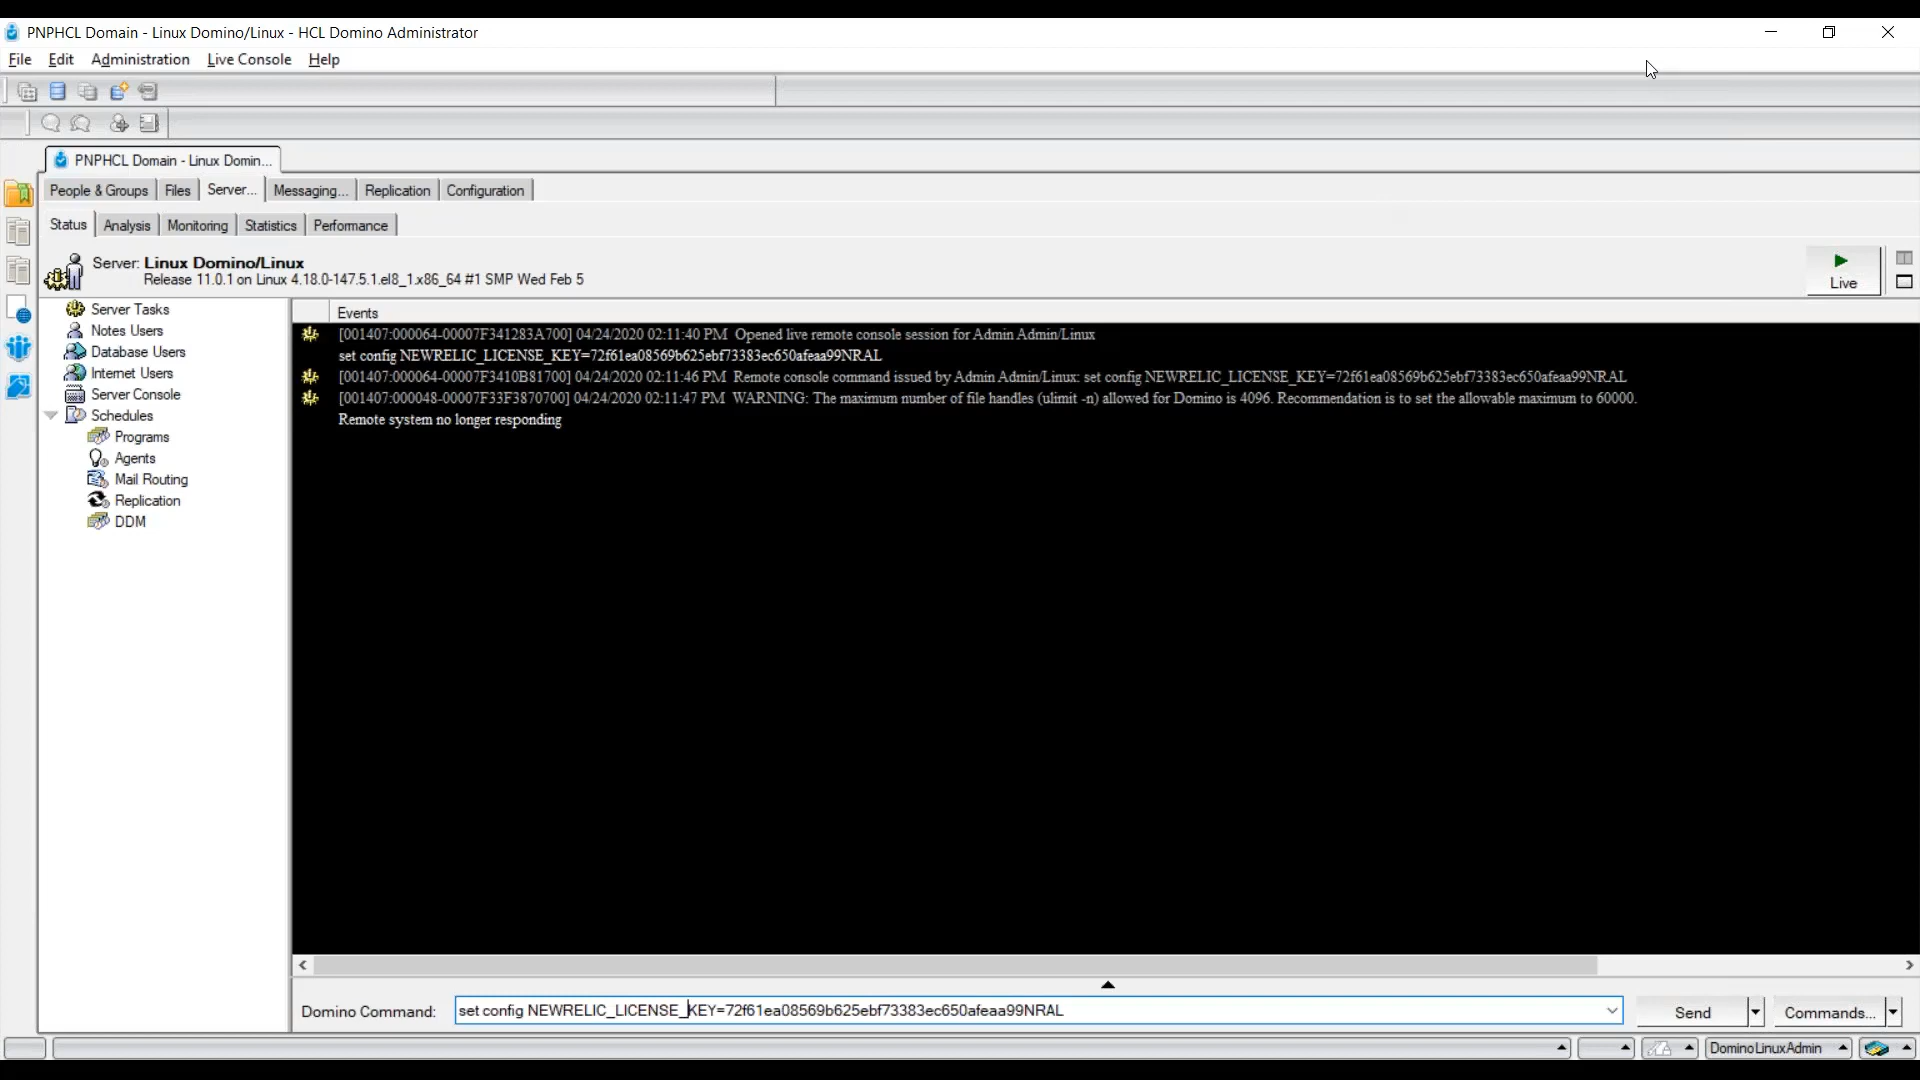 PNPHCL Domain - Linux Domino/Linux - HCL Domino Administrator
File Edit Administration Live Console Help
PNPHCL Domain - Linux Domin...
People & Groups Files Server... Messaging... Replication Configuration
Status Analysis Monitoring Statistics Performance
Server: Linux Domino/Linux
Release 11.0.1 on Linux 4.18.0-147.5.1.el8_1.x86_64 #1 SMP Wed Feb 5
Live
Server Tasks
Notes Users
Database Users
Internet Users
Server Console
Schedules
Programs
Agents
Mail Routing
Replication
DDM
Events
[001407:000064-00007F341283A700] 04/24/2020 02:11:40 PM Opened live remote console session for Admin Admin/Linux
set config NEWRELIC_LICENSE_KEY=72f61ea08569b625ebf73383ec650afeaa99NRAL
[001407:000064-00007F3410B81700] 04/24/2020 02:11:46 PM Remote console command issued by Admin Admin/Linux: set config NEWRELIC_LICENSE_KEY=72f61ea08569b625ebf73383ec650afeaa99NRAL
[001407:000048-00007F33F3870700] 04/24/2020 02:11:47 PM WARNING: The maximum number of file handles (ulimit -n) allowed for Domino is 4096. Recommendation is to set the allowable maximum to 60000.
Remote system no longer responding
Domino Command: set config NEWRELIC_LICENSE_KEY=72f61ea08569b625ebf73383ec650afeaa99NRAL Send Commands...
DominoLinuxAdmin